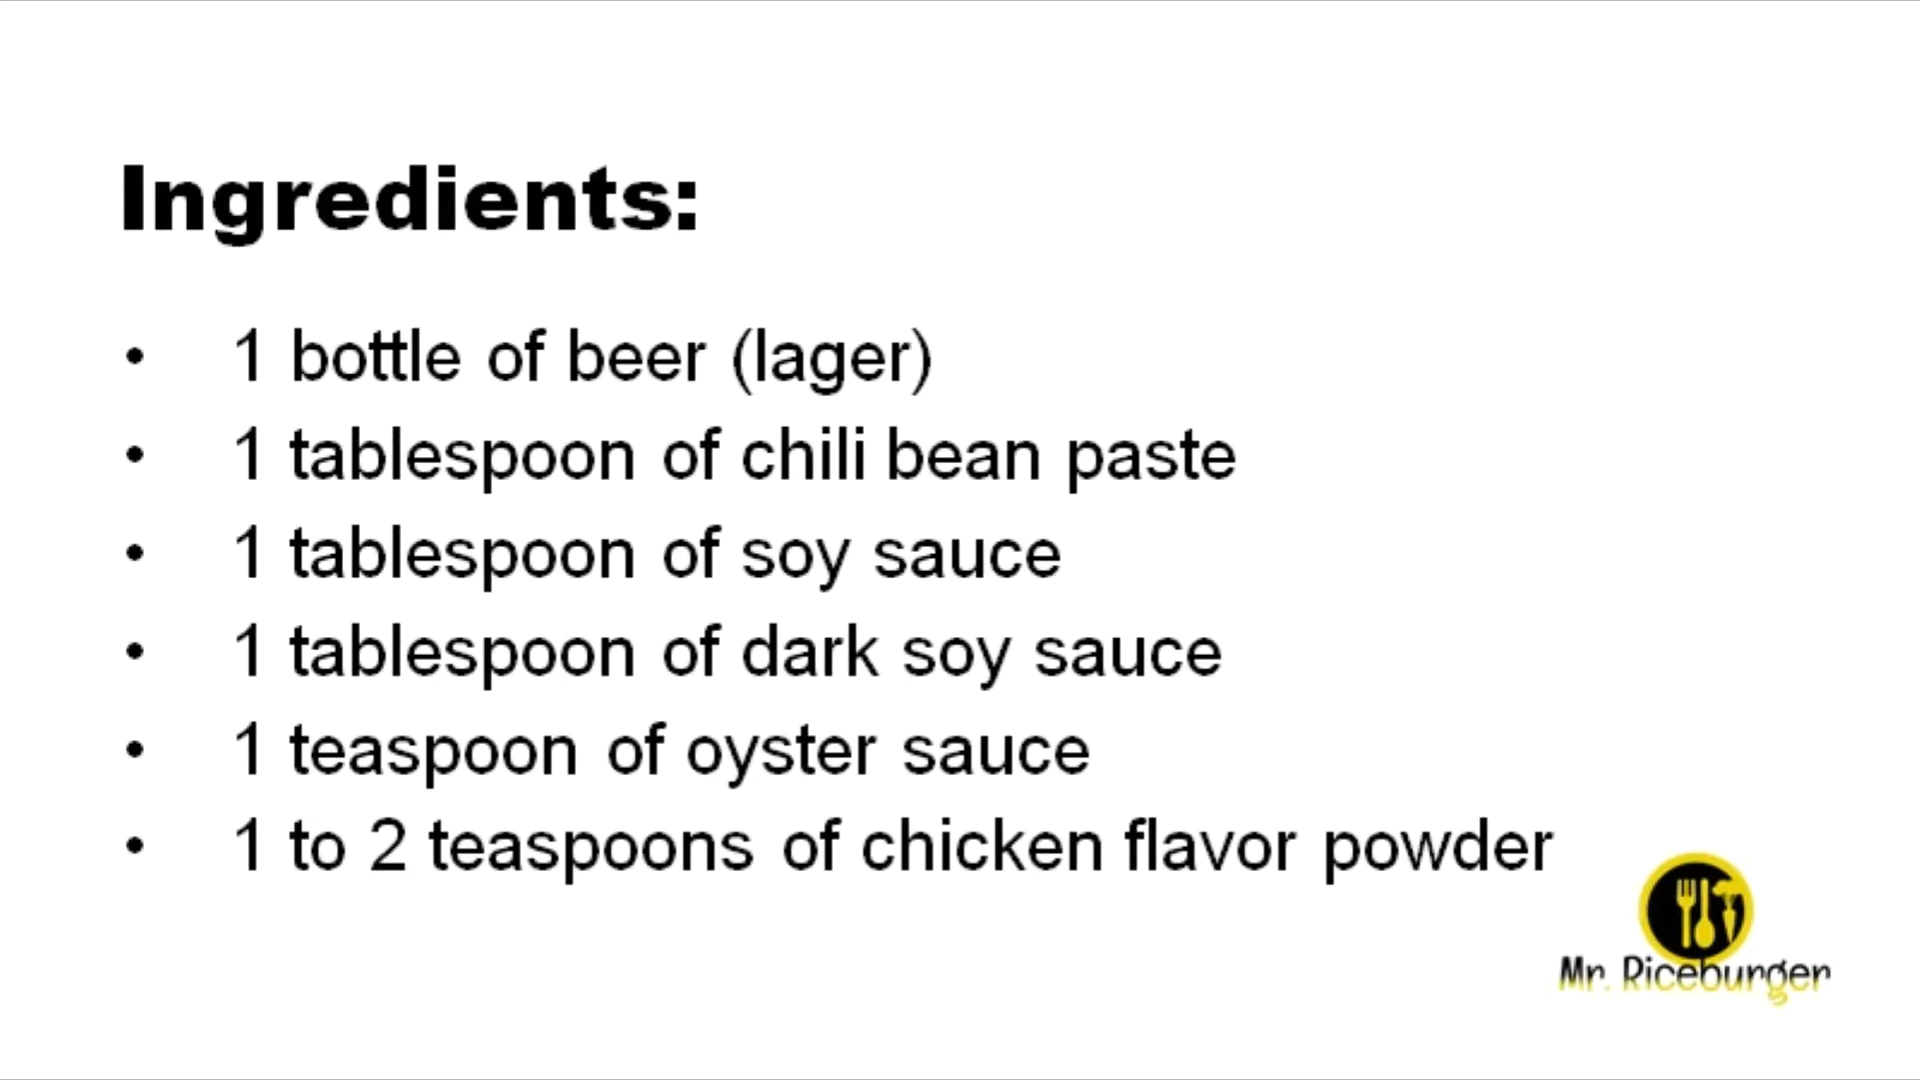 Ingredients:
• 1 bottle of beer (lager)
• 1 tablespoon of chili bean paste
• 1 tablespoon of soy sauce
• 1 tablespoon of dark soy sauce
• 1 teaspoon of oyster sauce
• 1 to 2 teaspoons of chicken flavor powder
Mr. Riceburger